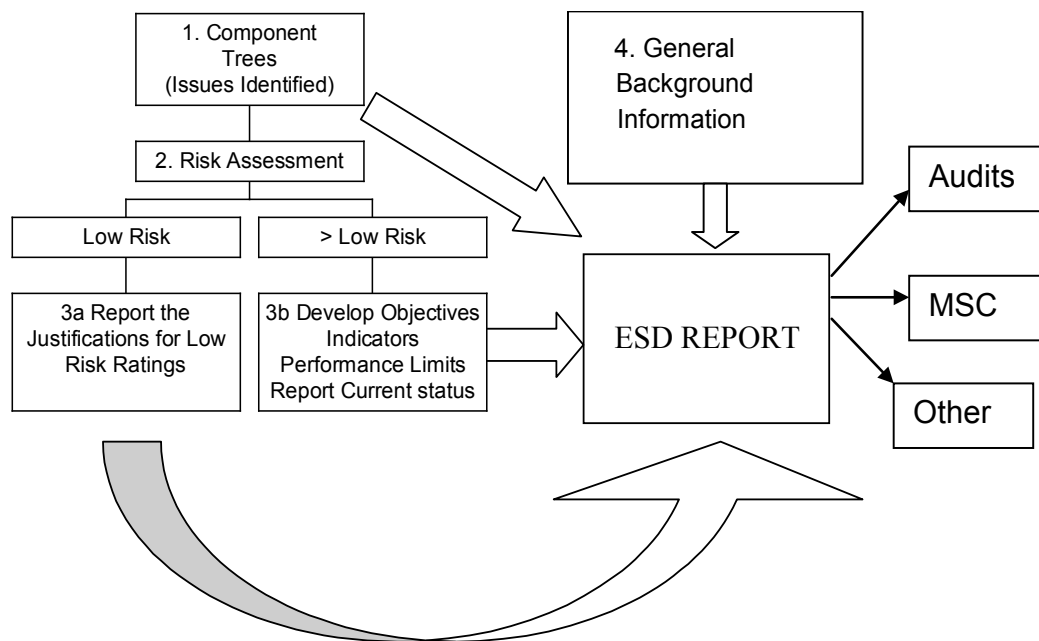 1. Component
Trees
(Issues Identified)
2. Risk Assessment
Low Risk
> Low Risk
3a Report the
Justifications for Low
Risk Ratings
3b Develop Objectives
Indicators
Performance Limits
Report Current status
4. General
Background
Information
ESD REPORT
Audits
MSC
Other